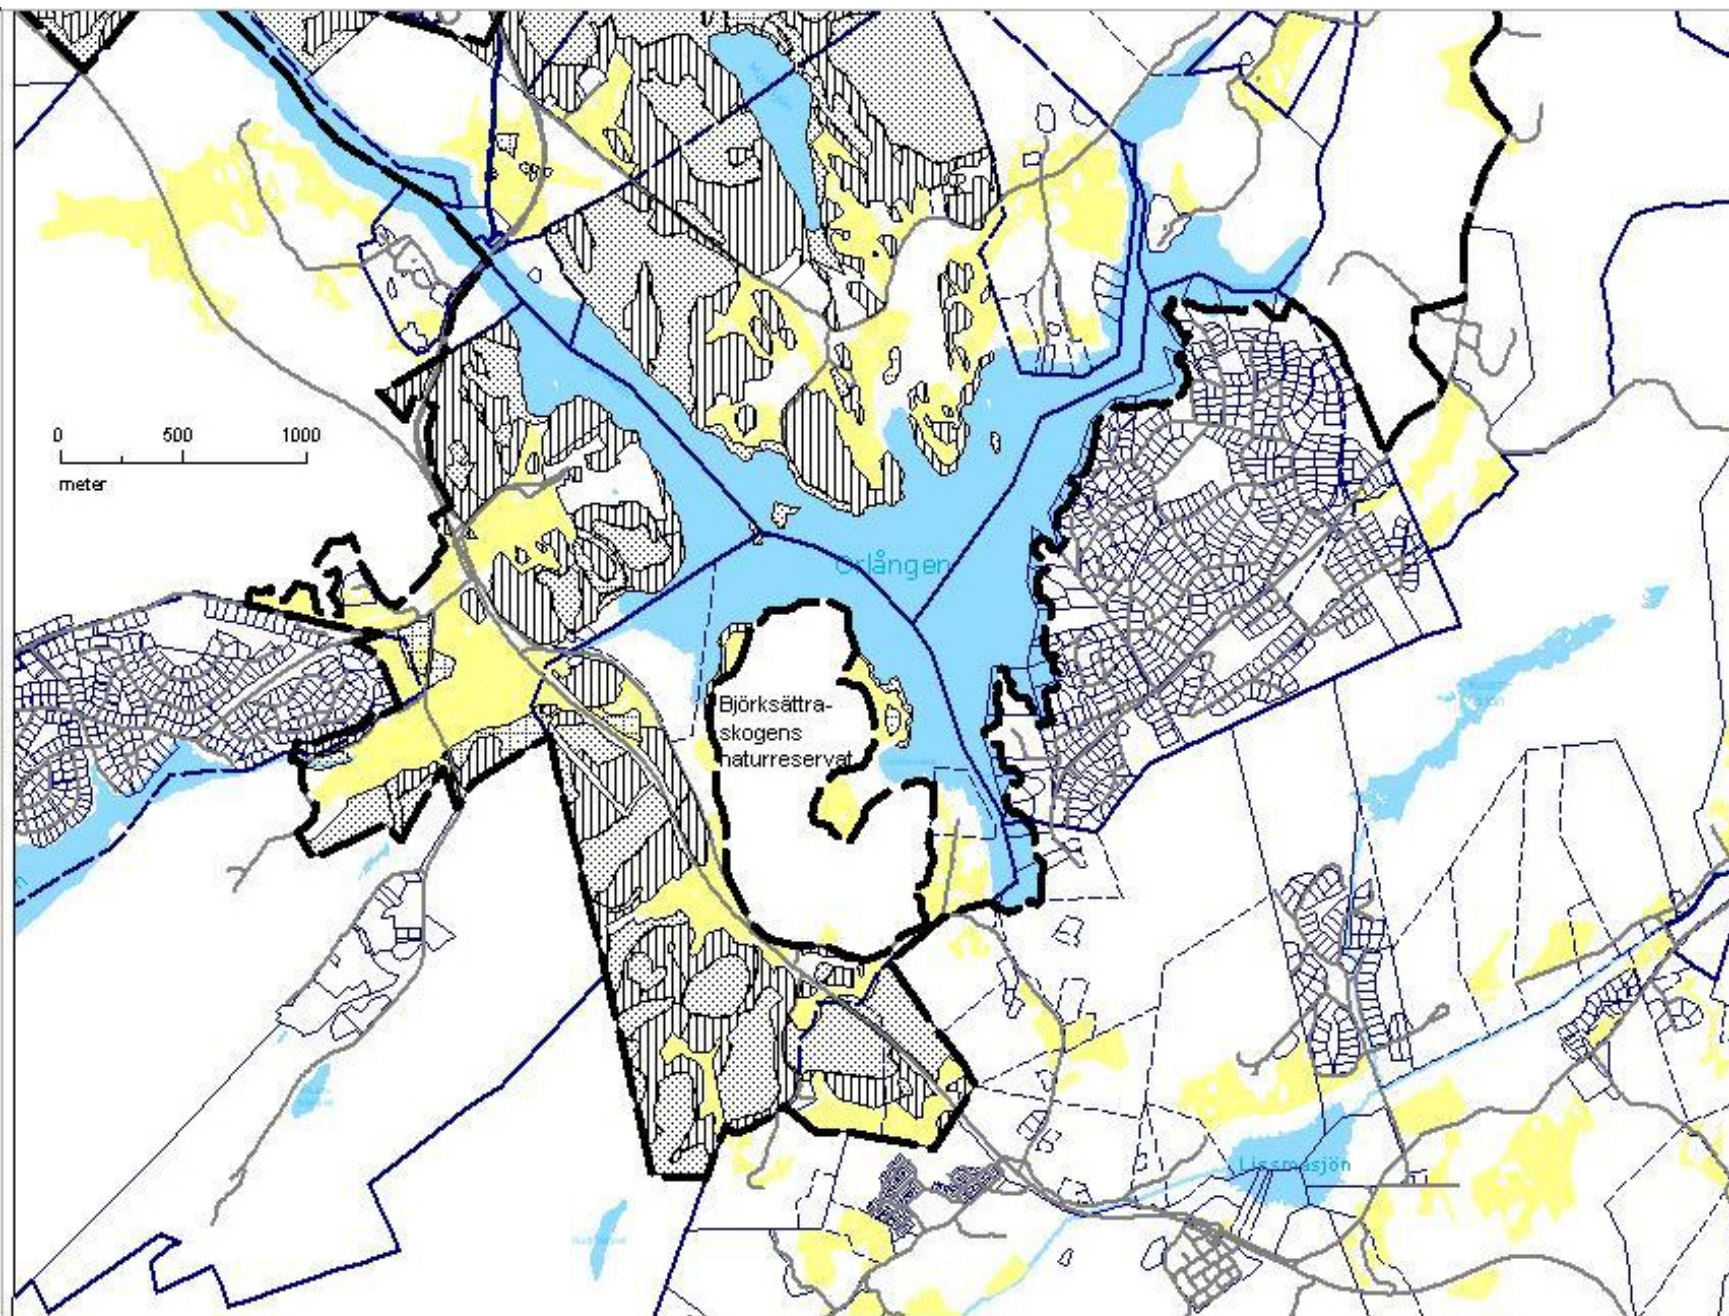 0 500 1000
meter
Orlången
Björksättra-
skogens
naturreservat
Lissmasjön